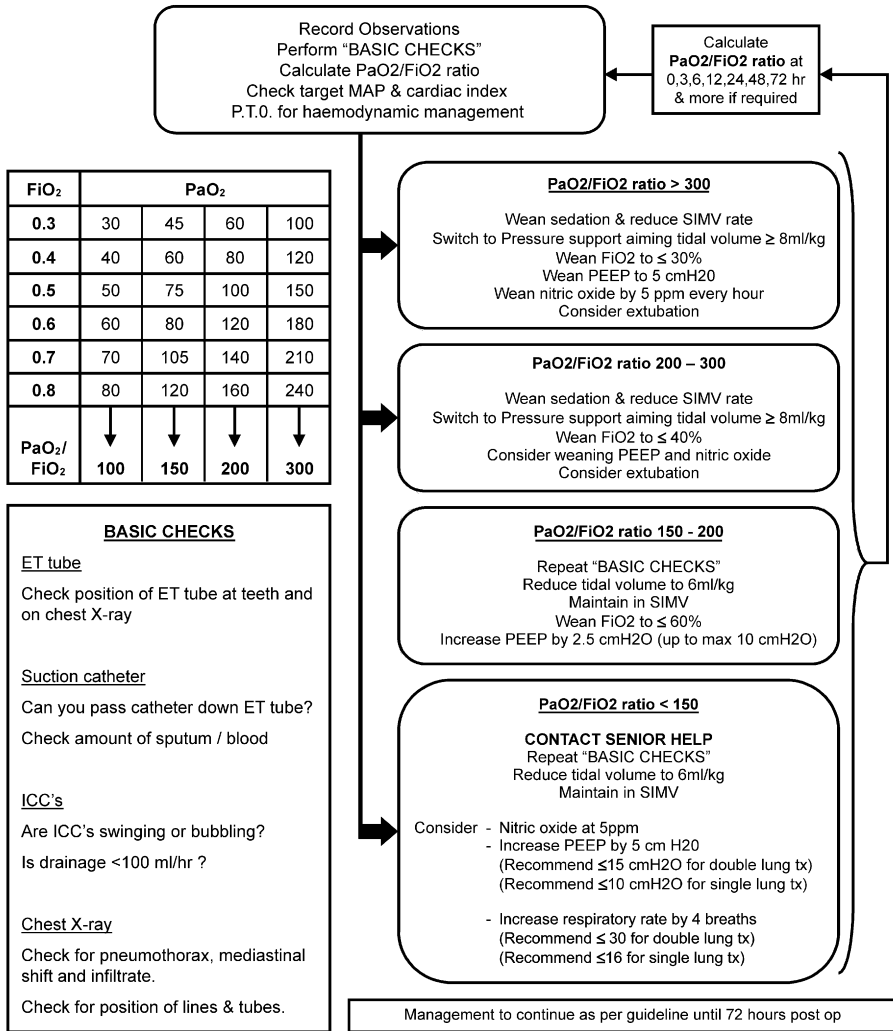 Record Observations
Perform “BASIC CHECKS”
Calculate PaO2/FiO2 ratio
Check target MAP & cardiac index
P.T.0. for haemodynamic management
Calculate
PaO2/FiO2 ratio at
0,3,6,12,24,48,72 hr
& more if required
FiO₂ PaO₂
0.3 30 45 60 100
0.4 40 60 80 120
0.5 50 75 100 150
0.6 60 80 120 180
0.7 70 105 140 210
0.8 80 120 160 240
PaO₂/
FiO₂ 100 150 200 300
BASIC CHECKS
ET tube
Check position of ET tube at teeth and
on chest X-ray
Suction catheter
Can you pass catheter down ET tube?
Check amount of sputum / blood
ICC’s
Are ICC’s swinging or bubbling?
Is drainage <100 ml/hr ?
Chest X-ray
Check for pneumothorax, mediastinal
shift and infiltrate.
Check for position of lines & tubes.
PaO2/FiO2 ratio > 300
Wean sedation & reduce SIMV rate
Switch to Pressure support aiming tidal volume ≥ 8ml/kg
Wean FiO2 to ≤ 30%
Wean PEEP to 5 cmH20
Wean nitric oxide by 5 ppm every hour
Consider extubation
PaO2/FiO2 ratio 200 – 300
Wean sedation & reduce SIMV rate
Switch to Pressure support aiming tidal volume ≥ 8ml/kg
Wean FiO2 to ≤ 40%
Consider weaning PEEP and nitric oxide
Consider extubation
PaO2/FiO2 ratio 150 - 200
Repeat “BASIC CHECKS”
Reduce tidal volume to 6ml/kg
Maintain in SIMV
Wean FiO2 to ≤ 60%
Increase PEEP by 2.5 cmH2O (up to max 10 cmH2O)
PaO2/FiO2 ratio < 150
CONTACT SENIOR HELP
Repeat “BASIC CHECKS”
Reduce tidal volume to 6ml/kg
Maintain in SIMV
Consider - Nitric oxide at 5ppm
- Increase PEEP by 5 cm H20
(Recommend ≤15 cmH2O for double lung tx)
(Recommend ≤10 cmH2O for single lung tx)
- Increase respiratory rate by 4 breaths
(Recommend ≤ 30 for double lung tx)
(Recommend ≤16 for single lung tx)
Management to continue as per guideline until 72 hours post op